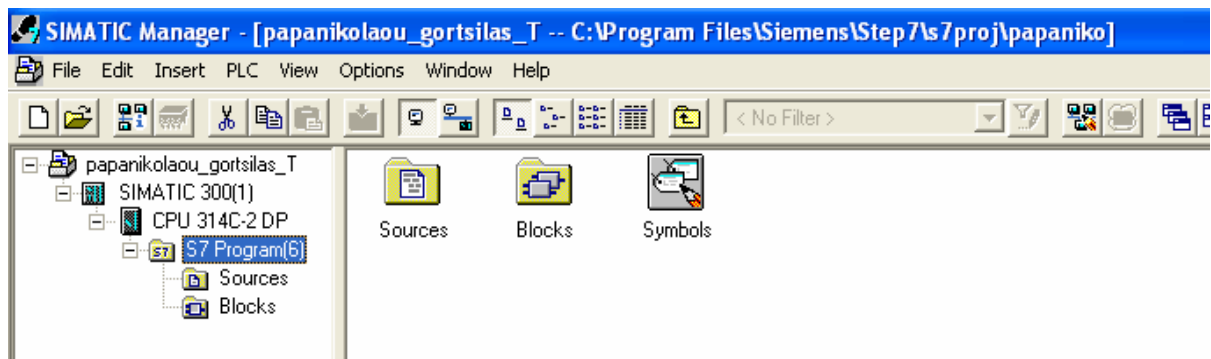 SIMATIC Manager - [papanikolaou_gortsilas_T -- C:\Program Files\Siemens\Step7\s7proj\papaniko]
File Edit Insert PLC View Options Window Help
< No Filter >
papanikolaou_gortsilas_T
SIMATIC 300(1)
CPU 314C-2 DP
S7 Program(6)
Sources
Blocks
Sources Blocks Symbols